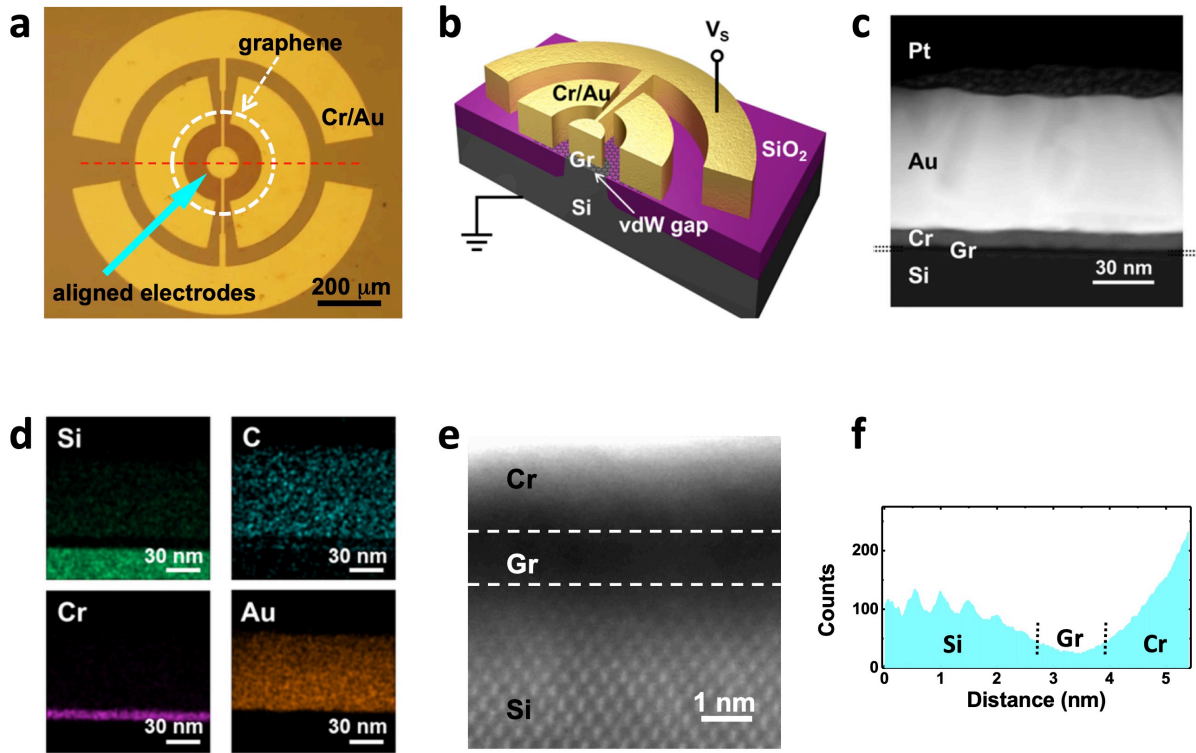 a
graphene
Cr/Au
aligned electrodes
200 μm
b
VS
Cr/Au
Gr
SiO2
Si
vdW gap
c
Pt
Au
Cr
Gr
Si
30 nm
d
Si
30 nm
C
30 nm
Cr
30 nm
Au
30 nm
e
Cr
Gr
Si
1 nm
f
Counts
200
100
0
Si
Gr
Cr
0 1 2 3 4 5
Distance (nm)